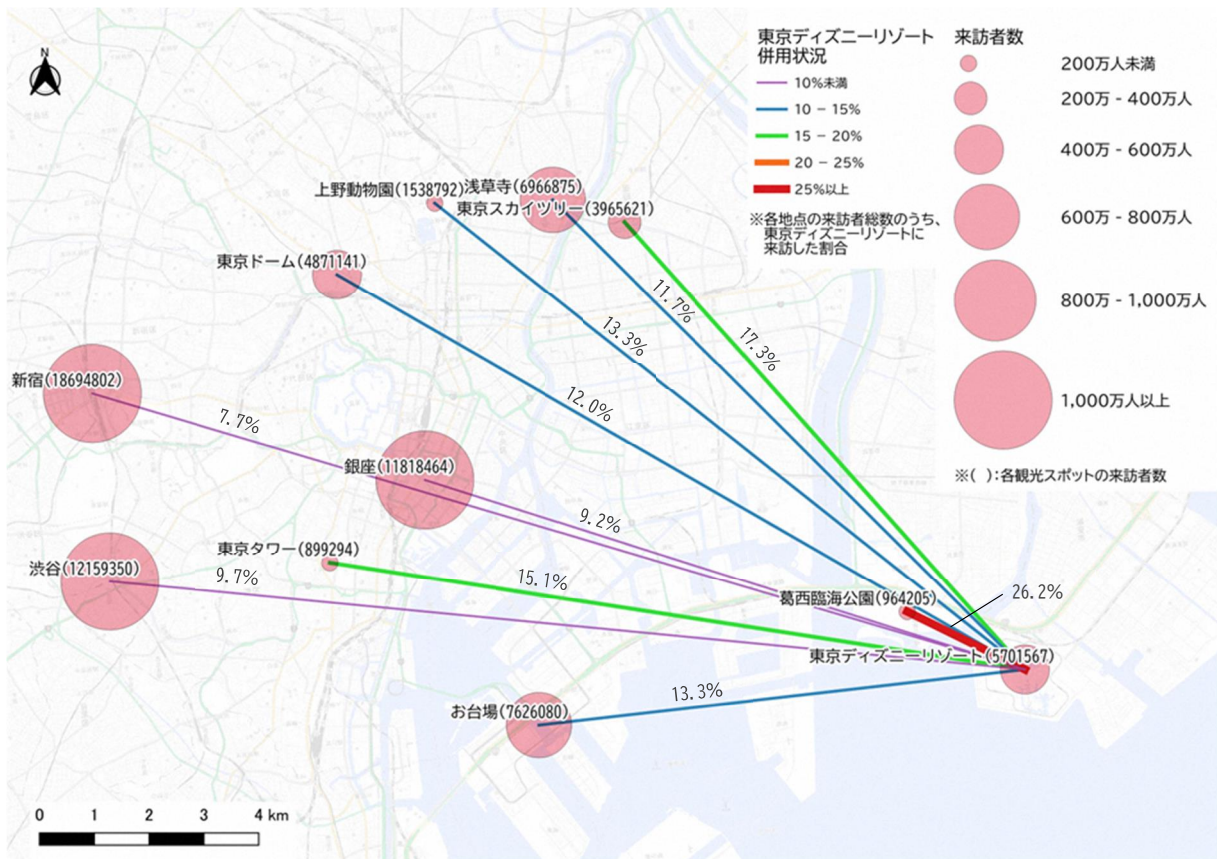 N
東京ディズニーリゾート
併用状況
10%未満
10 − 15%
15 − 20%
20 − 25%
25%以上
※各地点の来訪者総数のうち、
東京ディズニーリゾートに
来訪した割合
来訪者数
200万人未満
200万 - 400万人
400万 - 600万人
600万 - 800万人
800万 - 1,000万人
1,000万人以上
※( ):各観光スポットの来訪者数
上野動物園(1538792)
浅草寺(6966875)
東京スカイツリー(3965621)
東京ドーム(4871141)
11.7%
13.3%
17.3%
新宿(18694802)
12.0%
7.7%
銀座(11818464)
9.2%
東京タワー(899294)
渋谷(12159350)
9.7%
15.1%
葛西臨海公園(964205)
26.2%
東京ディズニーリゾート(5701567)
13.3%
お台場(7626080)
0 1 2 3 4 km